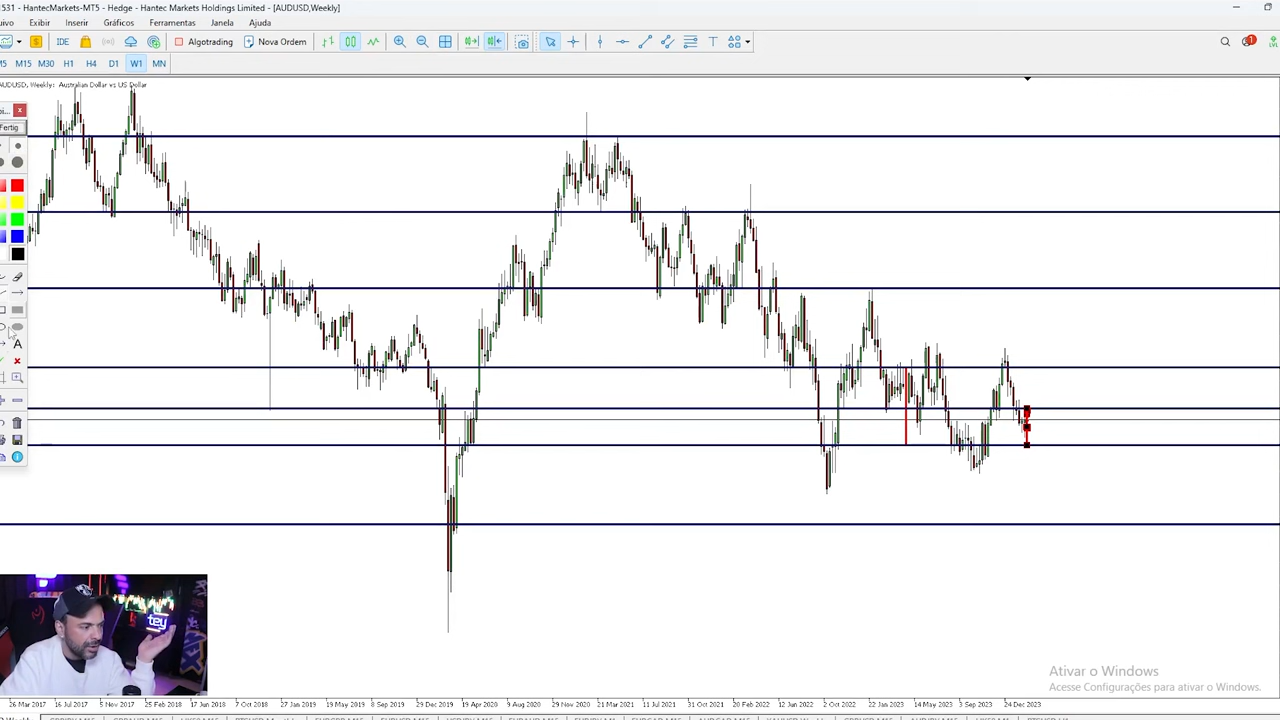 1531 - HantecMarkets-MT5 - Hedge - Hantec Markets Holdings Limited - [AUDUSD,Weekly]
Exibir Inserir Gráficos Ferramentas Janela Ajuda
IDE Algotrading Nova Ordem
M5 M15 M30 H1 H4 D1 W1 MN
AUDUSD, Weekly: Australian Dollar vs US Dollar
Fertig
A
tey
Ativar o Windows
Acesse Configurações para ativar o Windows.
26 Mar 2017 16 Jul 2017 5 Nov 2017 25 Feb 2018 17 Jun 2018 7 Oct 2018 27 Jan 2019 19 May 2019 8 Sep 2019 29 Dec 2019 19 Apr 2020 9 Aug 2020 29 Nov 2020 21 Mar 2021 11 Jul 2021 31 Oct 2021 20 Feb 2022 12 Jun 2022 2 Oct 2022 22 Jan 2023 14 May 2023 3 Sep 2023 24 Dec 2023